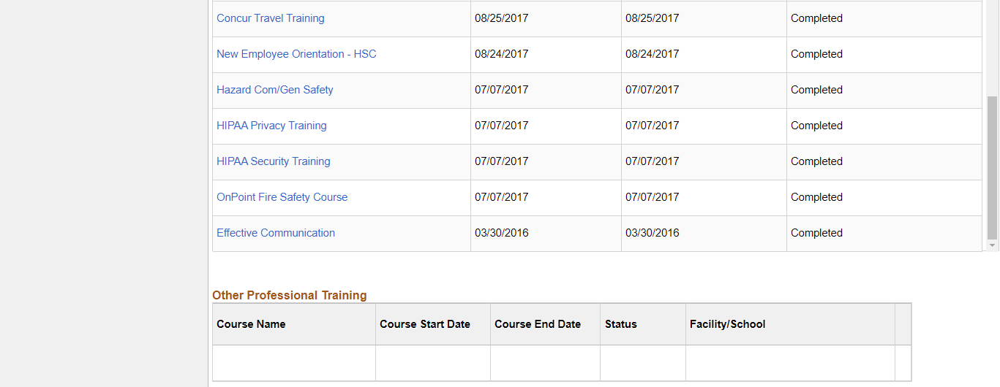 Concur Travel Training 08/25/2017 08/25/2017 Completed
New Employee Orientation - HSC 08/24/2017 08/24/2017 Completed
Hazard Com/Gen Safety 07/07/2017 07/07/2017 Completed
HIPAA Privacy Training 07/07/2017 07/07/2017 Completed
HIPAA Security Training 07/07/2017 07/07/2017 Completed
OnPoint Fire Safety Course 07/07/2017 07/07/2017 Completed
Effective Communication 03/30/2016 03/30/2016 Completed
Other Professional Training
Course Name Course Start Date Course End Date Status Facility/School